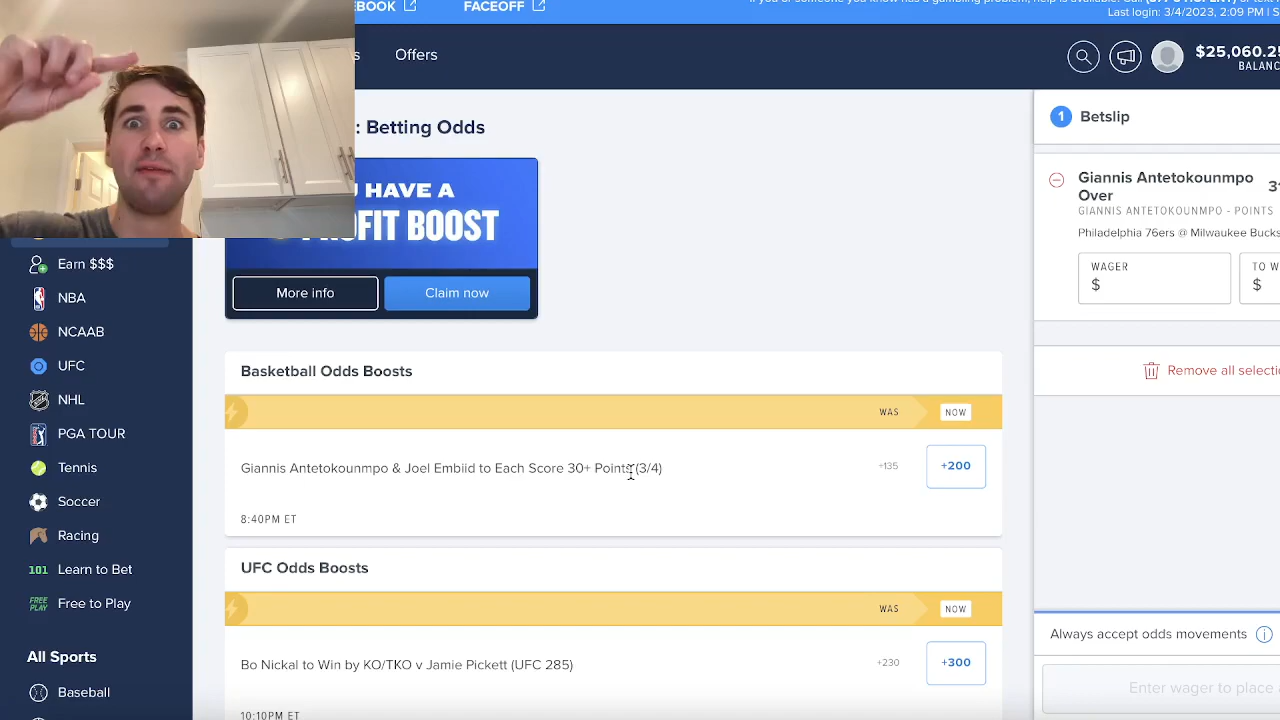 EBOOK
FACEOFF
Last login: 3/4/2023, 2:09 PM | S
Offers
$25,060.25
BALANC
: Betting Odds
1 Betslip
HAVE A
BOOST
Giannis Antetokounmpo
Over
GIANNIS ANTETOKOUNMPO - POINTS
Philadelphia 76ers @ Milwaukee Bucks
WAGER
TO W
$
$
More info
Claim now
Earn $$$
NBA
NCAAB
UFC
NHL
PGA TOUR
Tennis
Soccer
Racing
101 Learn to Bet
FREE PLAY Free to Play
All Sports
Baseball
Basketball Odds Boosts
WAS NOW
Giannis Antetokounmpo & Joel Embiid to Each Score 30+ Points (3/4) +135 +200
8:40PM ET
UFC Odds Boosts
WAS NOW
Bo Nickal to Win by KO/TKO v Jamie Pickett (UFC 285) +230 +300
10:10PM ET
Remove all selecti
Always accept odds movements
Enter wager to place